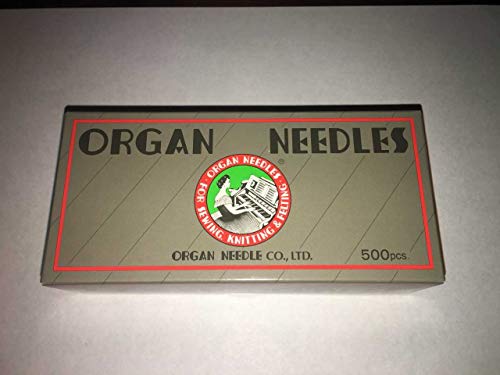 ORGAN NEEDLES
·ORGAN NEEDLES·
FOR SEWING, KNITTING & FELTING
®
ORGAN NEEDLE CO., LTD.
500pcs.